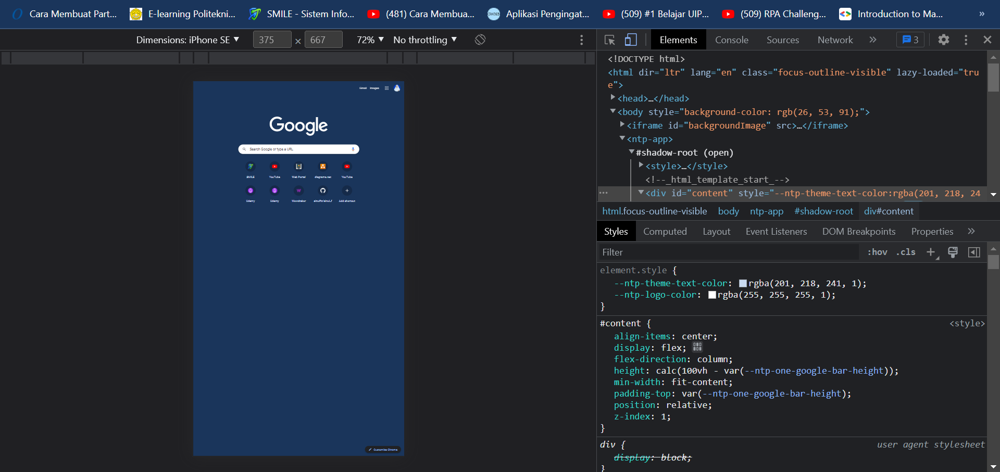 Cara Membuat Part... E-learning Politekni... SMILE - Sistem Info... (481) Cara Membua... Aplikasi Pengingat... (509) #1 Belajar UIP... (509) RPA Challeng... Introduction to Ma... »
Dimensions: iPhone SE ▼ 375 × 667 72% ▼ No throttling ▼
Gmail Images
Google
Search Google or type a URL
SMILE YouTube Web Portal diagrams.net YouTube
Udemy Udemy Wowdraker Add shortcut
Customise Chrome
Elements Console Sources Network » 3
<!DOCTYPE html>
<html dir="ltr" lang="en" class="focus-outline-visible" lazy-loaded="tru
e">
<head>…</head>
<body style="background-color: rgb(26, 53, 91);">
<iframe id="backgroundImage" src>…</iframe>
<ntp-app>
#shadow-root (open)
<style>…</style>
<!--_html_template_start_-->
<div id="content" style="--ntp-theme-text-color:rgba(201, 218, 24
html.focus-outline-visible body ntp-app #shadow-root div#content
Styles Computed Layout Event Listeners DOM Breakpoints Properties »
Filter :hov .cls +
element.style {
--ntp-theme-text-color: rgba(201, 218, 241, 1);
--ntp-logo-color: rgba(255, 255, 255, 1);
}
#content { <style>
align-items: center;
display: flex;
flex-direction: column;
height: calc(100vh - var(--ntp-one-google-bar-height));
min-width: fit-content;
padding-top: var(--ntp-one-google-bar-height);
position: relative;
z-index: 1;
}
div { user agent stylesheet
display: block;
}